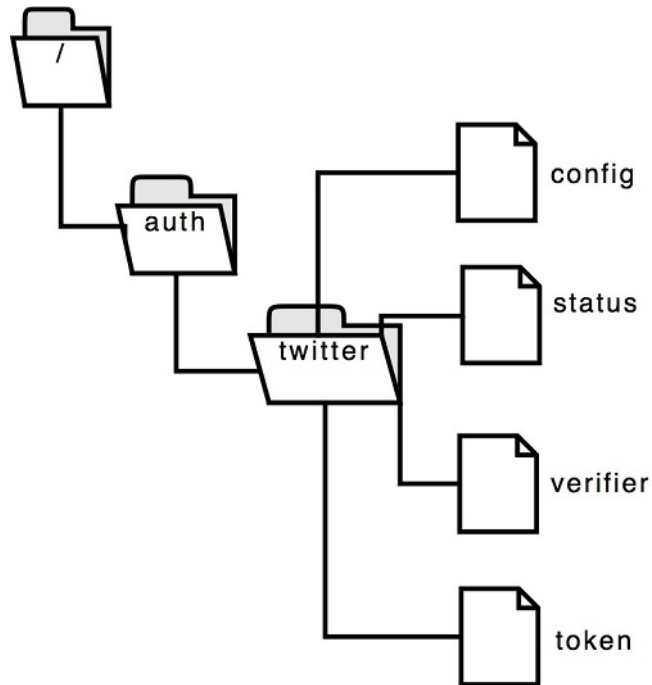 /
auth
twitter
config
status
verifier
token